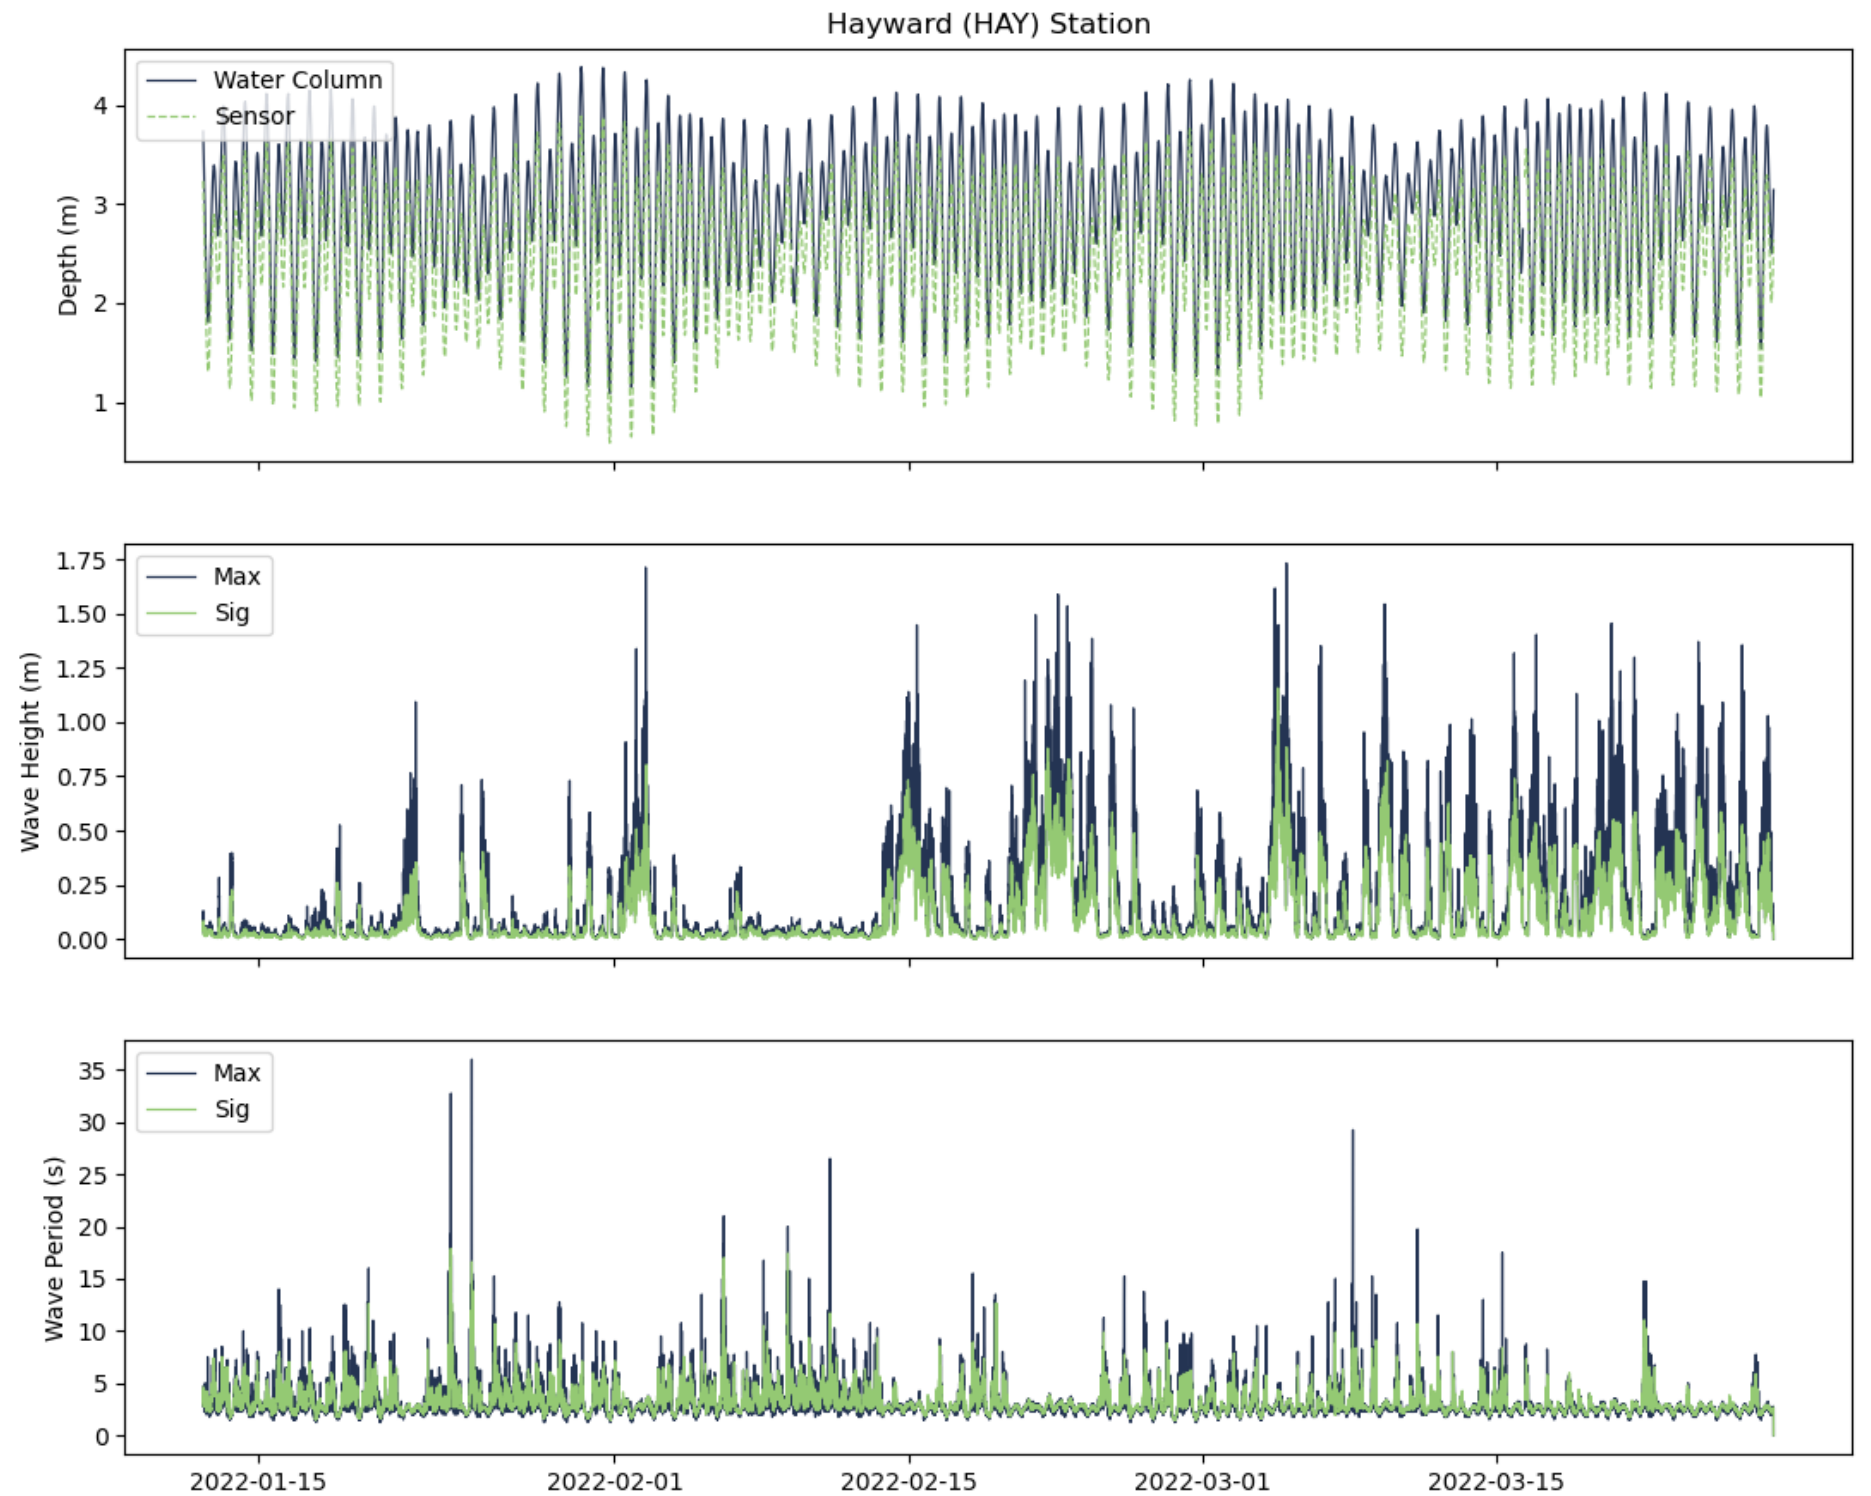 Hayward (HAY) Station
Water Column
Sensor
4
3
2
1
Depth (m)
Max
Sig
1.75
1.50
1.25
1.00
0.75
0.50
0.25
0.00
Wave Height (m)
Max
Sig
35
30
25
20
15
10
5
0
Wave Period (s)
2022-01-15 2022-02-01 2022-02-15 2022-03-01 2022-03-15